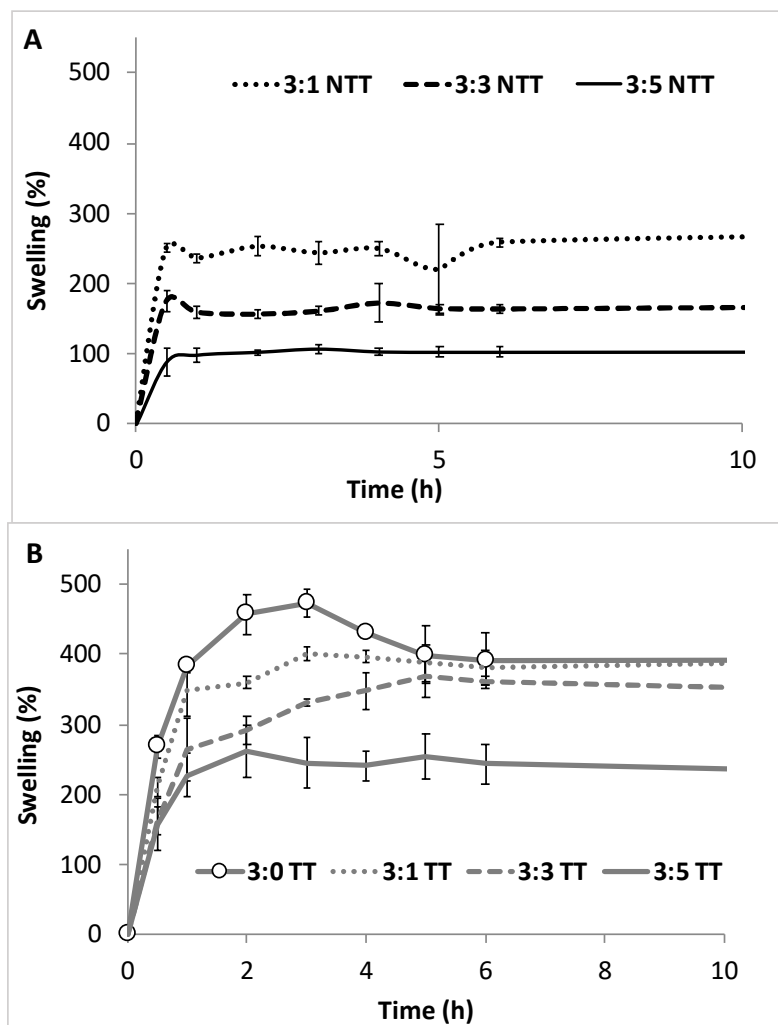 A
500
400
300
200
100
0
Swelling (%)
3:1 NTT 3:3 NTT 3:5 NTT
0 5 10
Time (h)
B
500
400
300
200
100
0
Swelling (%)
3:0 TT 3:1 TT 3:3 TT 3:5 TT
0 2 4 6 8 10
Time (h)